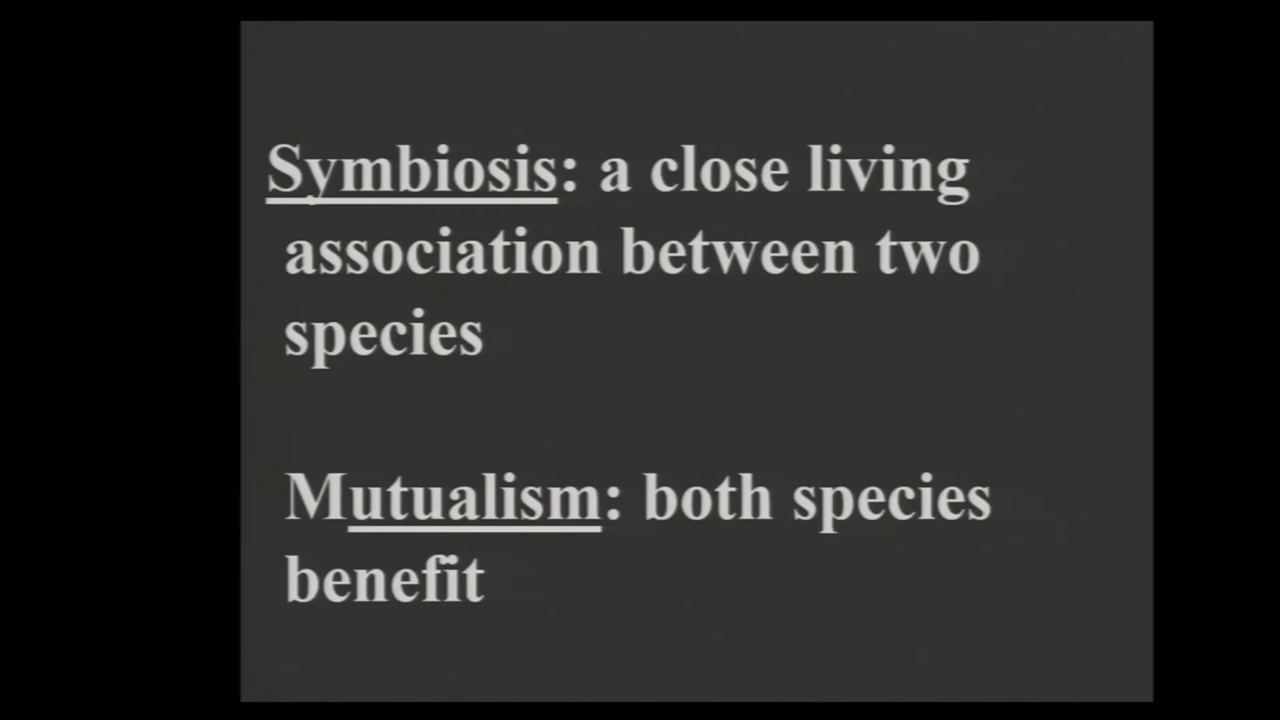 Symbiosis: a close living
association between two
species
Mutualism: both species
benefit